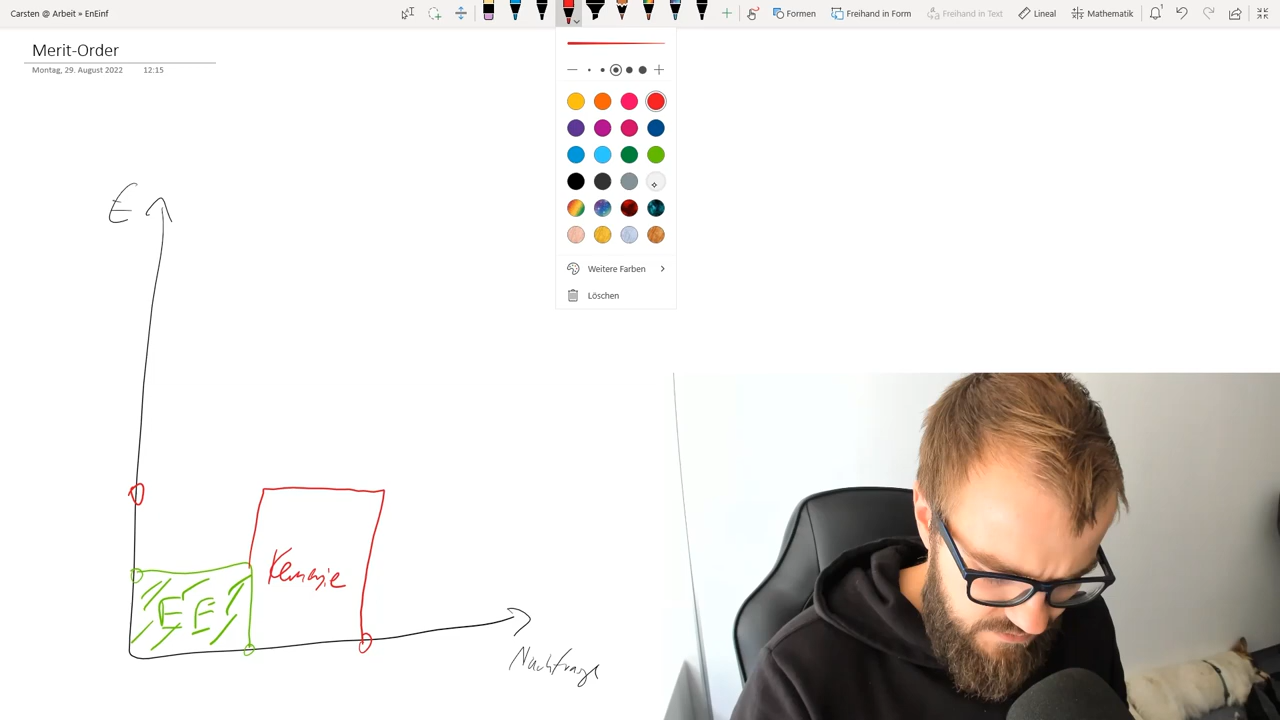 Carsten @ Arbeit » EnEinf
Formen
Freihand in Form
Freihand in Text
Lineal
Mathematik
Merit-Order
Montag, 29. August 2022 12:15
Weitere Farben
Löschen
E
EE
Nachfrage